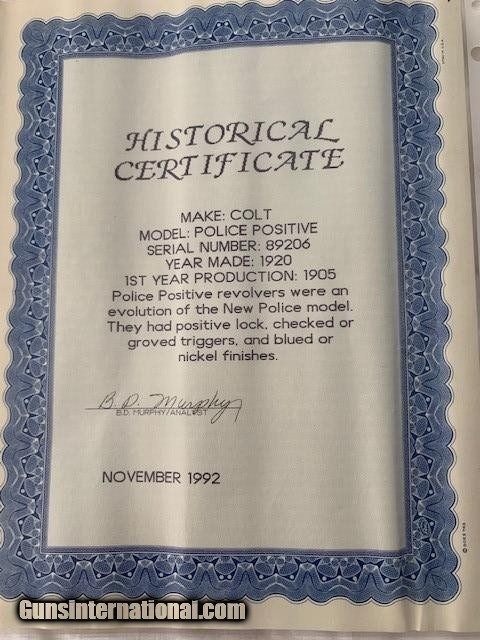 HISTORICAL
CERTIFICATE
MAKE: COLT
MODEL: POLICE POSITIVE
SERIAL NUMBER: 89206
YEAR MADE: 1920
1ST YEAR PRODUCTION: 1905
Police Positive revolvers were an
evolution of the New Police model.
They had positive lock, checked or
groved triggers, and blued or
nickel finishes.
B. D. Murphy
B.D. MURPHY/ANALYST
NOVEMBER 1992
GunsInternational.com